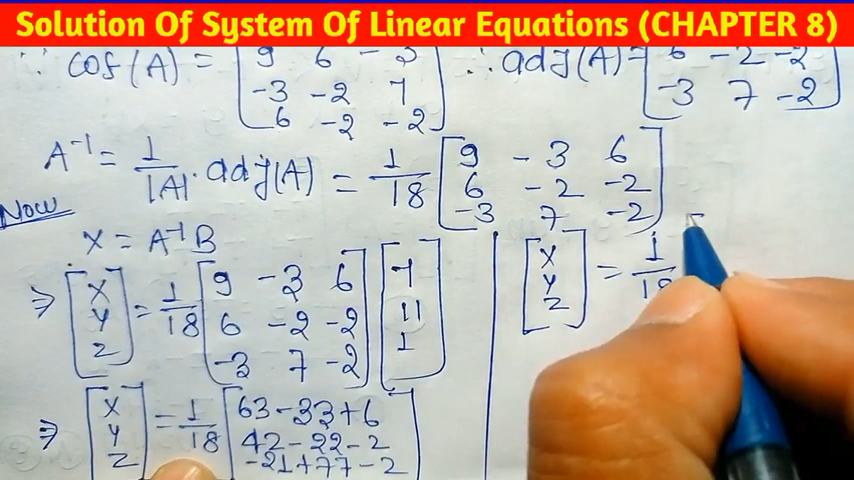 Solution Of System Of Linear Equations (CHAPTER 8)
∵ cof(A) = [9 6 -3
-3 -2 7
6 -2 -2]
∴ adj(A) = [6 -2 -2
-3 7 -2]
A⁻¹ = 1/|A| . adj(A) = 1/18 [9 -3 6
6 -2 -2
-3 7 -2]
Now
X = A⁻¹B
⇒ [x y z] = 1/18 [9 -3 6
6 -2 -2
-3 7 -2] [7
11
1]
⇒ [x y z] = 1/18 [63-33+6
42-22-2
-21+77-2]
[x y z] = 1/18